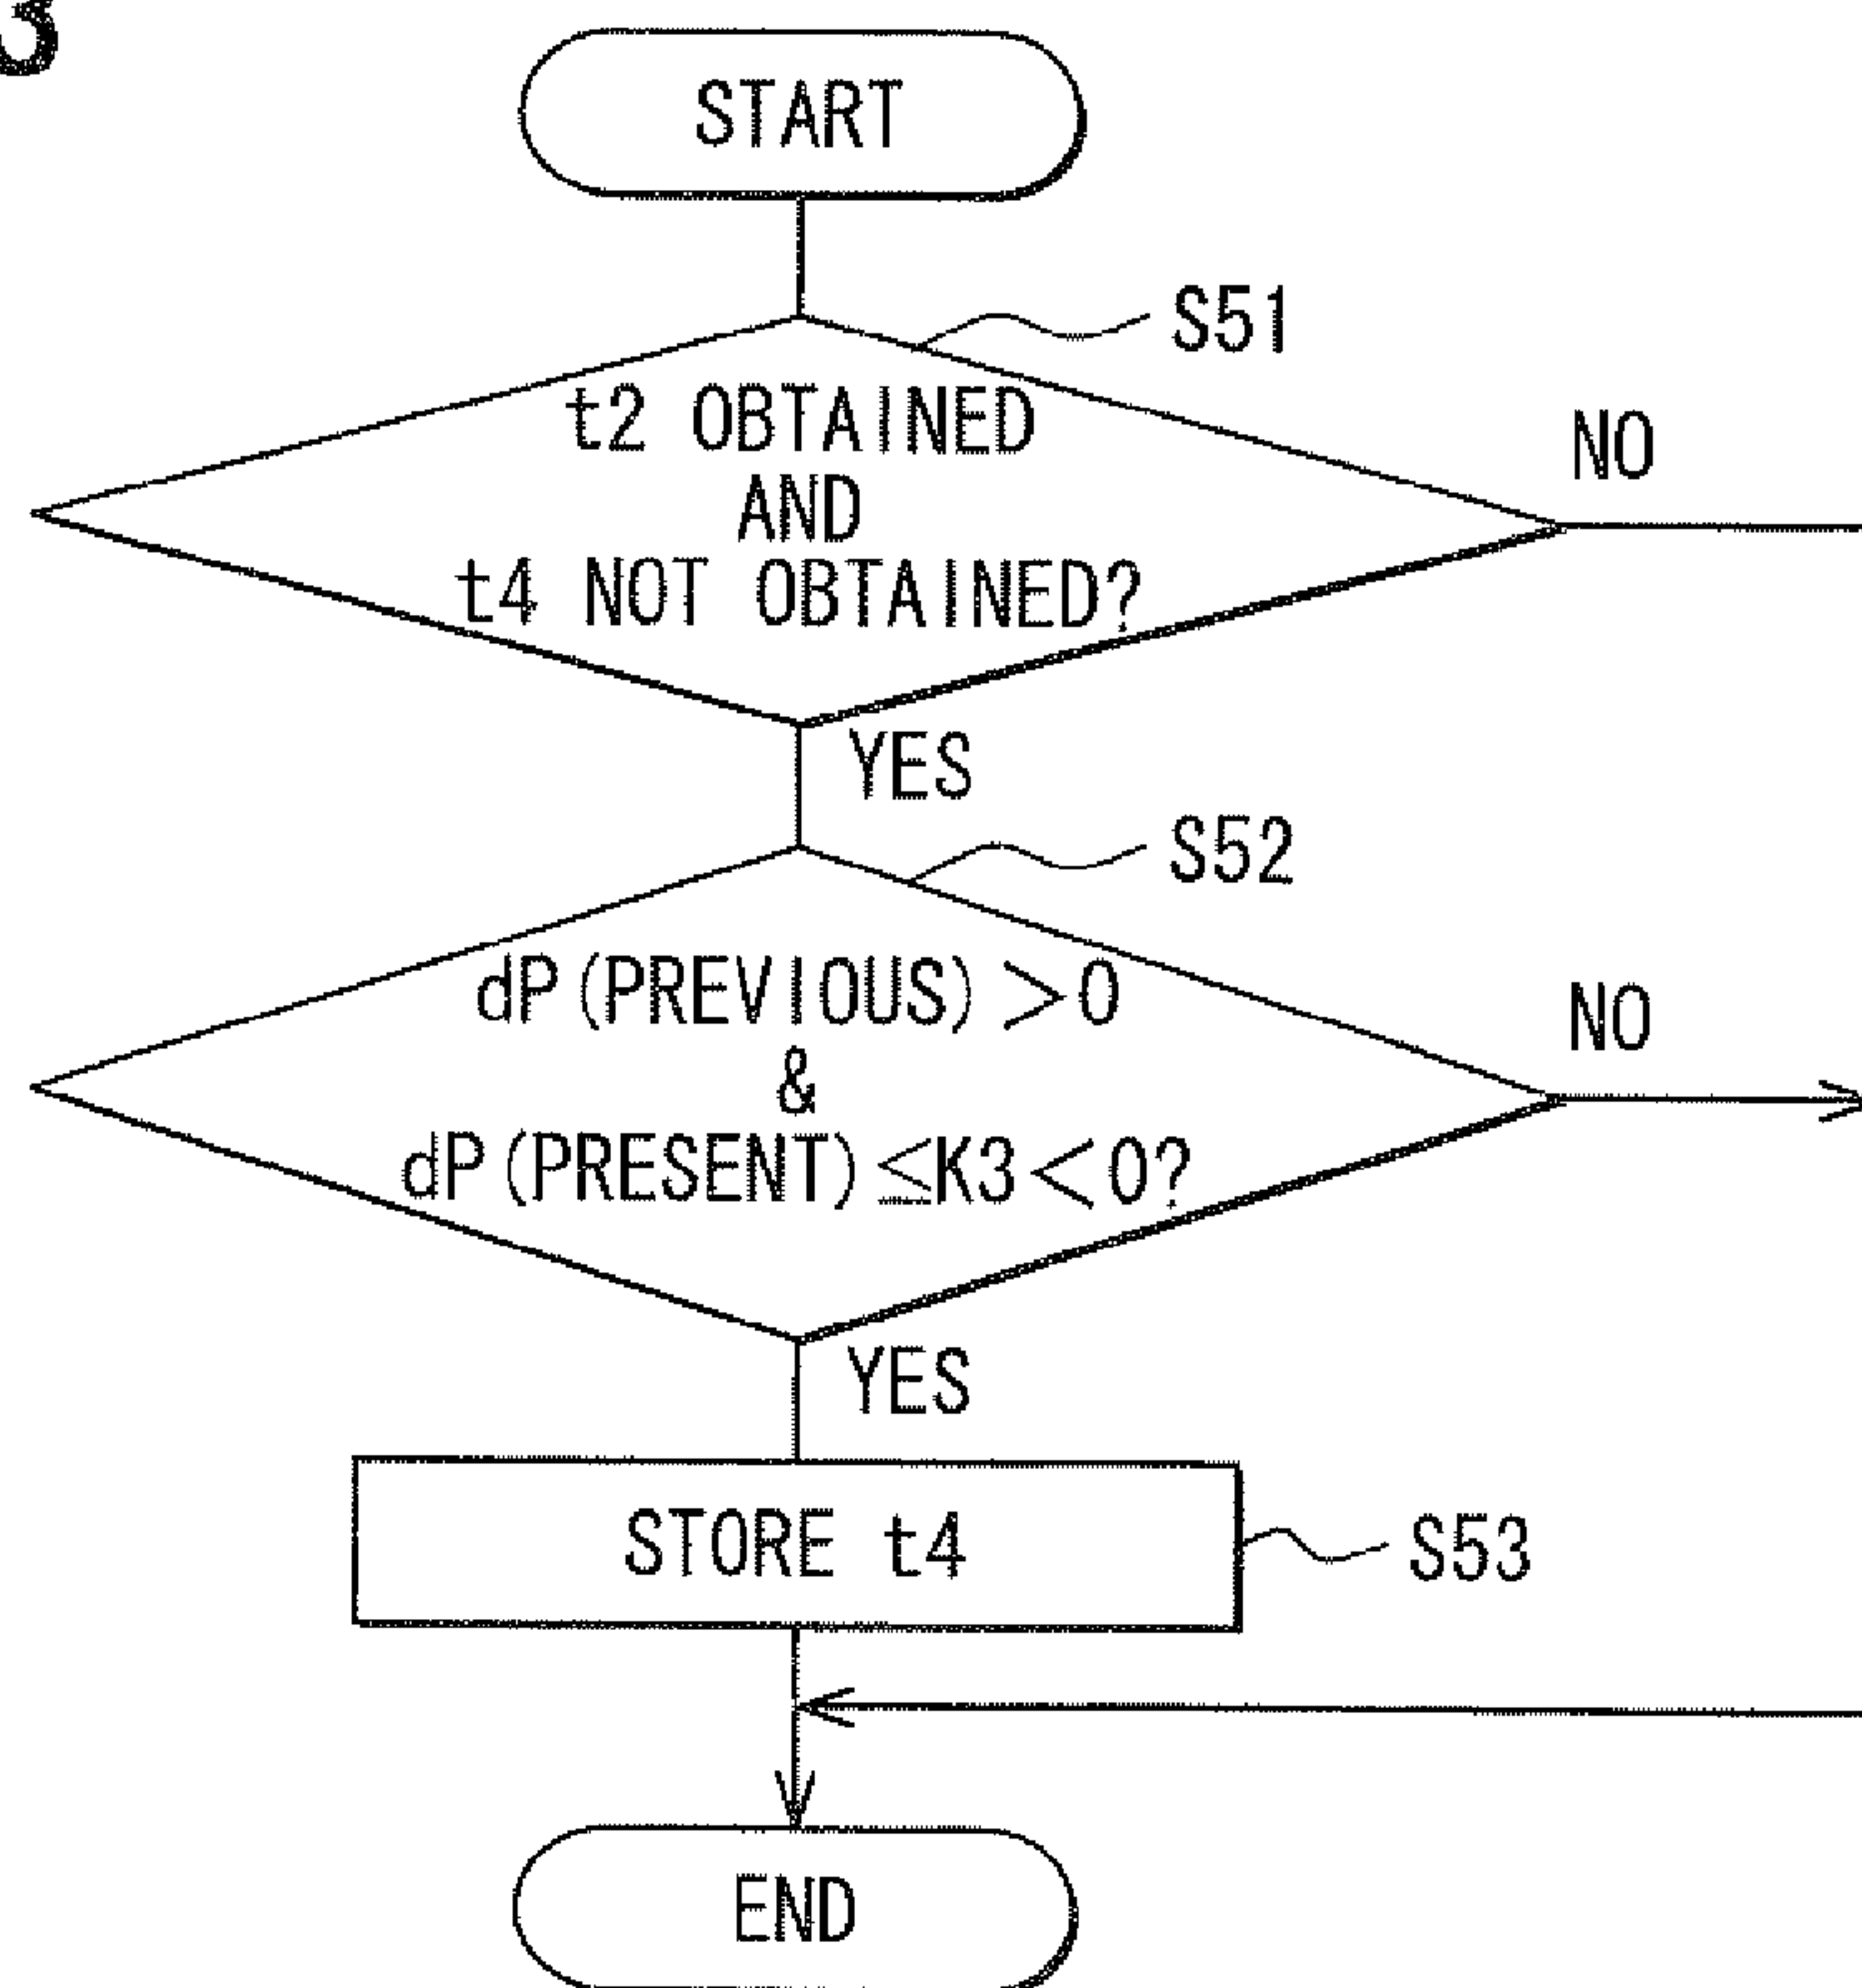 3
START
S51
t2 OBTAINED
AND
t4 NOT OBTAINED?
NO
YES
S52
dP(PREVIOUS)>0
&
dP(PRESENT)≤K3<0?
NO
YES
STORE t4
S53
END